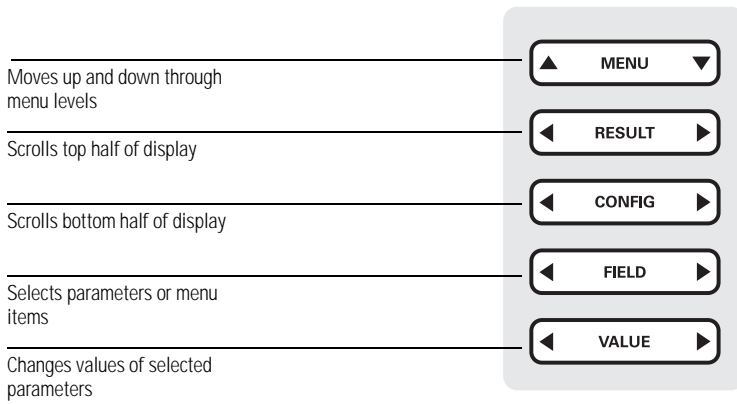 MENU
Moves up and down through
menu levels
RESULT
Scrolls top half of display
CONFIG
Scrolls bottom half of display
FIELD
Selects parameters or menu
items
VALUE
Changes values of selected
parameters